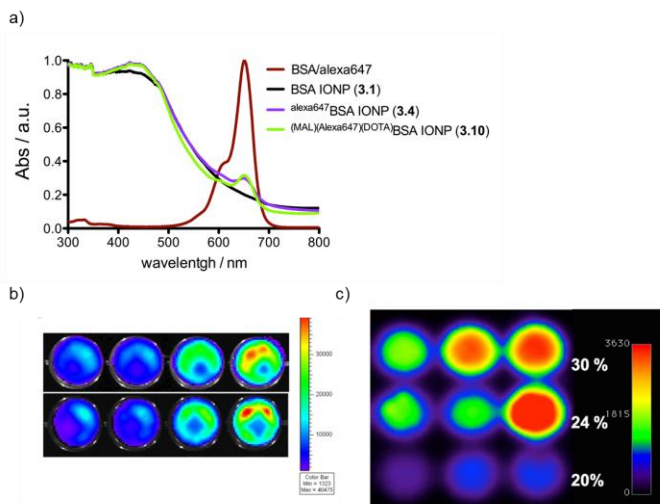 a)
Abs / a.u.
1.0
0.8
0.6
0.4
0.2
0.0
300 400 500 600 700 800
wavelentgh / nm
BSA/alexa647
BSA IONP (3.1)
alexa647BSA IONP (3.4)
(MAL)(Alexa647)(DOTA)BSA IONP (3.10)
b)
30000
20000
10000
Color Bar
Min = 1323
Max = 40475
c)
30 %
24 %
20%
3630
1815
0